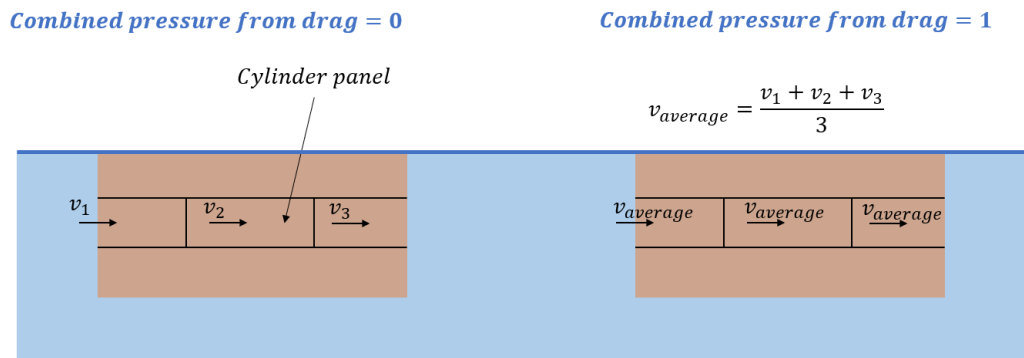 Combined pressure from drag = 0
Combined pressure from drag = 1
Cylinder panel
v_average = (v_1 + v_2 + v_3)/3
v_1
v_2
v_3
v_average
v_average
v_average